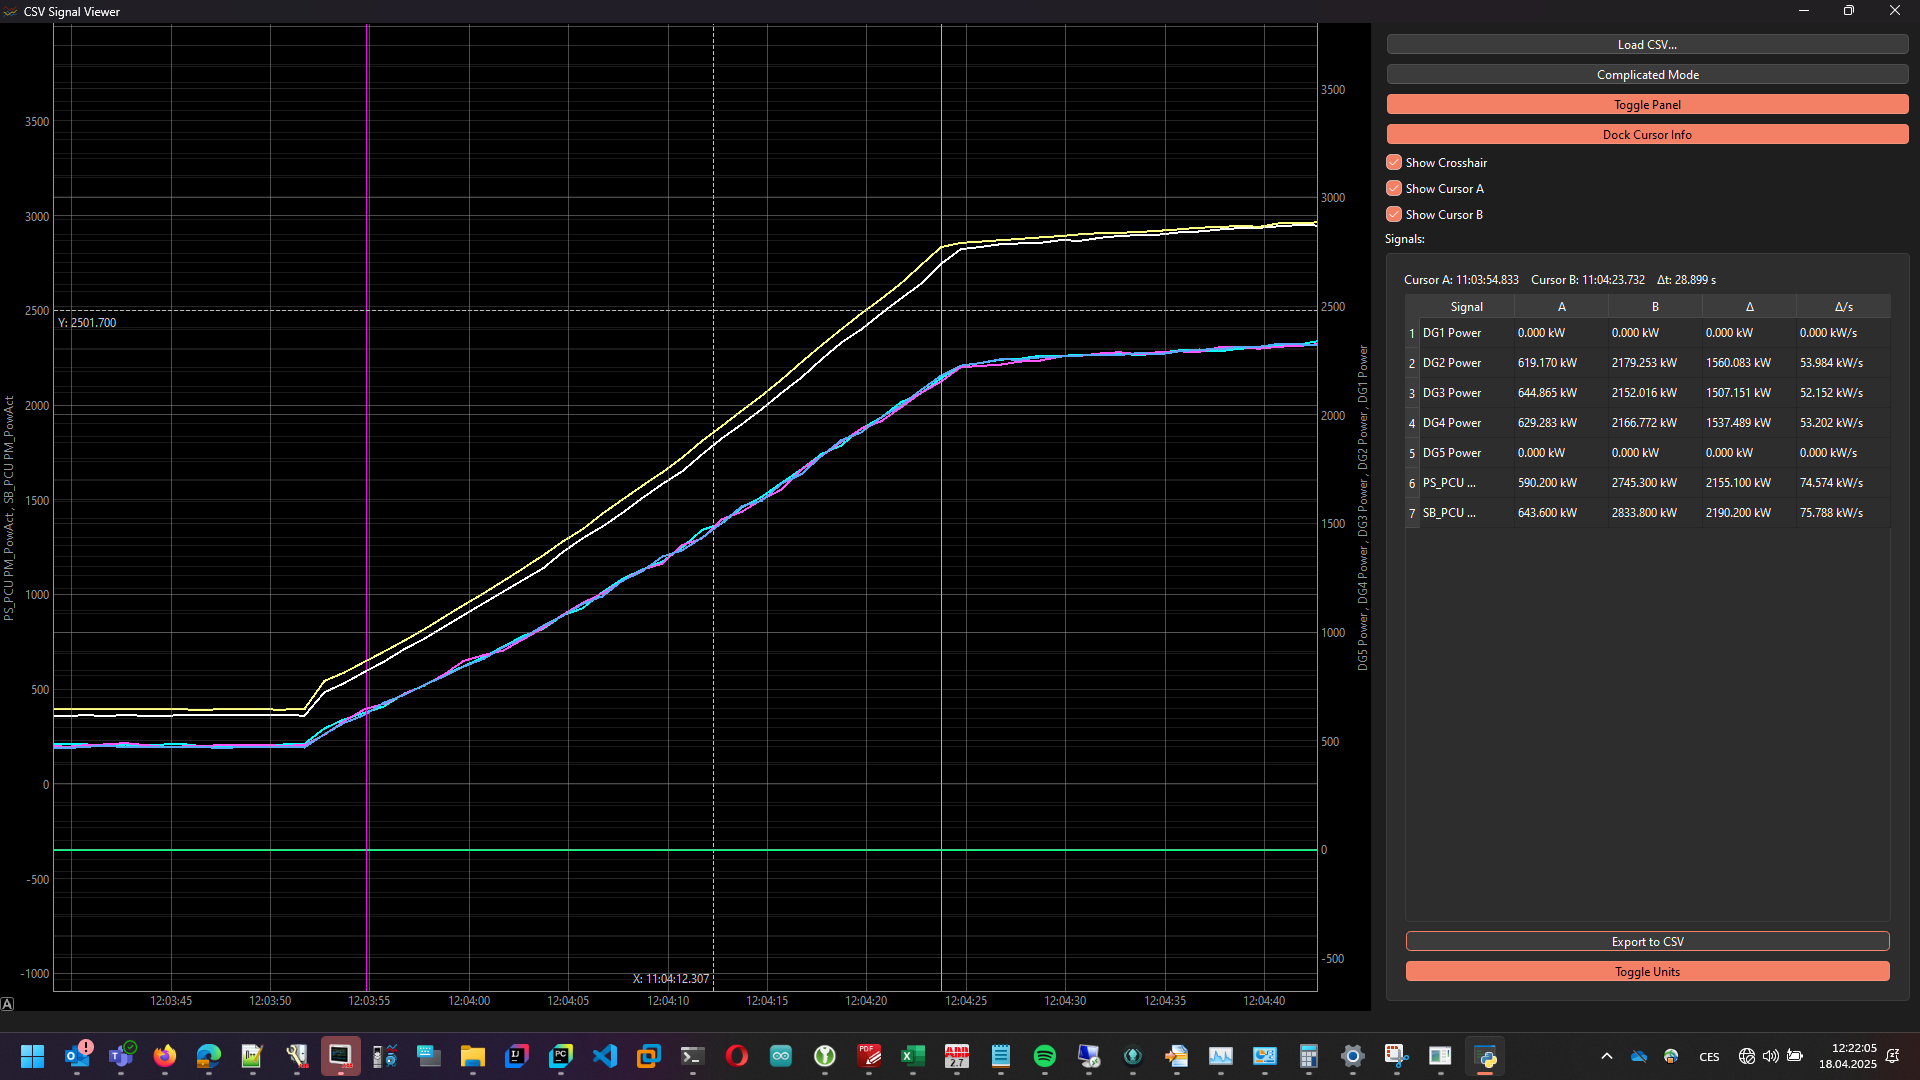 CSV Signal Viewer
Load CSV...
Complicated Mode
Toggle Panel
Dock Cursor Info
Show Crosshair
Show Cursor A
Show Cursor B
Signals:
Cursor A: 11:03:54.833 Cursor B: 11:04:23.732 Δt: 28.899 s
Signal A B Δ Δ/s
1 DG1 Power 0.000 kW 0.000 kW 0.000 kW 0.000 kW/s
2 DG2 Power 619.170 kW 2179.253 kW 1560.083 kW 53.984 kW/s
3 DG3 Power 644.865 kW 2152.016 kW 1507.151 kW 52.152 kW/s
4 DG4 Power 629.283 kW 2166.772 kW 1537.489 kW 53.202 kW/s
5 DG5 Power 0.000 kW 0.000 kW 0.000 kW 0.000 kW/s
6 PS_PCU ... 590.200 kW 2745.300 kW 2155.100 kW 74.574 kW/s
7 SB_PCU ... 643.600 kW 2833.800 kW 2190.200 kW 75.788 kW/s
Export to CSV
Toggle Units
PS_PCU PM_PowAct , SB_PCU PM_PowAct
3500
3000
2500
2000
1500
1000
500
0
-500
-1000
Y: 2501.700
X: 11:04:12.307
3500
3000
2500
2000
1500
1000
500
0
-500
DG5 Power , DG4 Power , DG3 Power , DG2 Power , DG1 Power
12:03:45 12:03:50 12:03:55 12:04:00 12:04:05 12:04:10 12:04:15 12:04:20 12:04:25 12:04:30 12:04:35 12:04:40
A
PDF
ABB
2.7
CES
12:22:05
18.04.2025